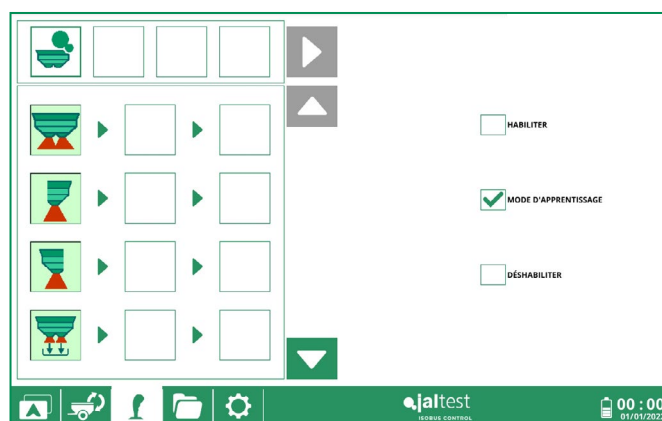 HABILITER
MODE D'APPRENTISSAGE
DÉSHABILITER
jaltest
ISOBUS CONTROL
00 : 00
01/01/202